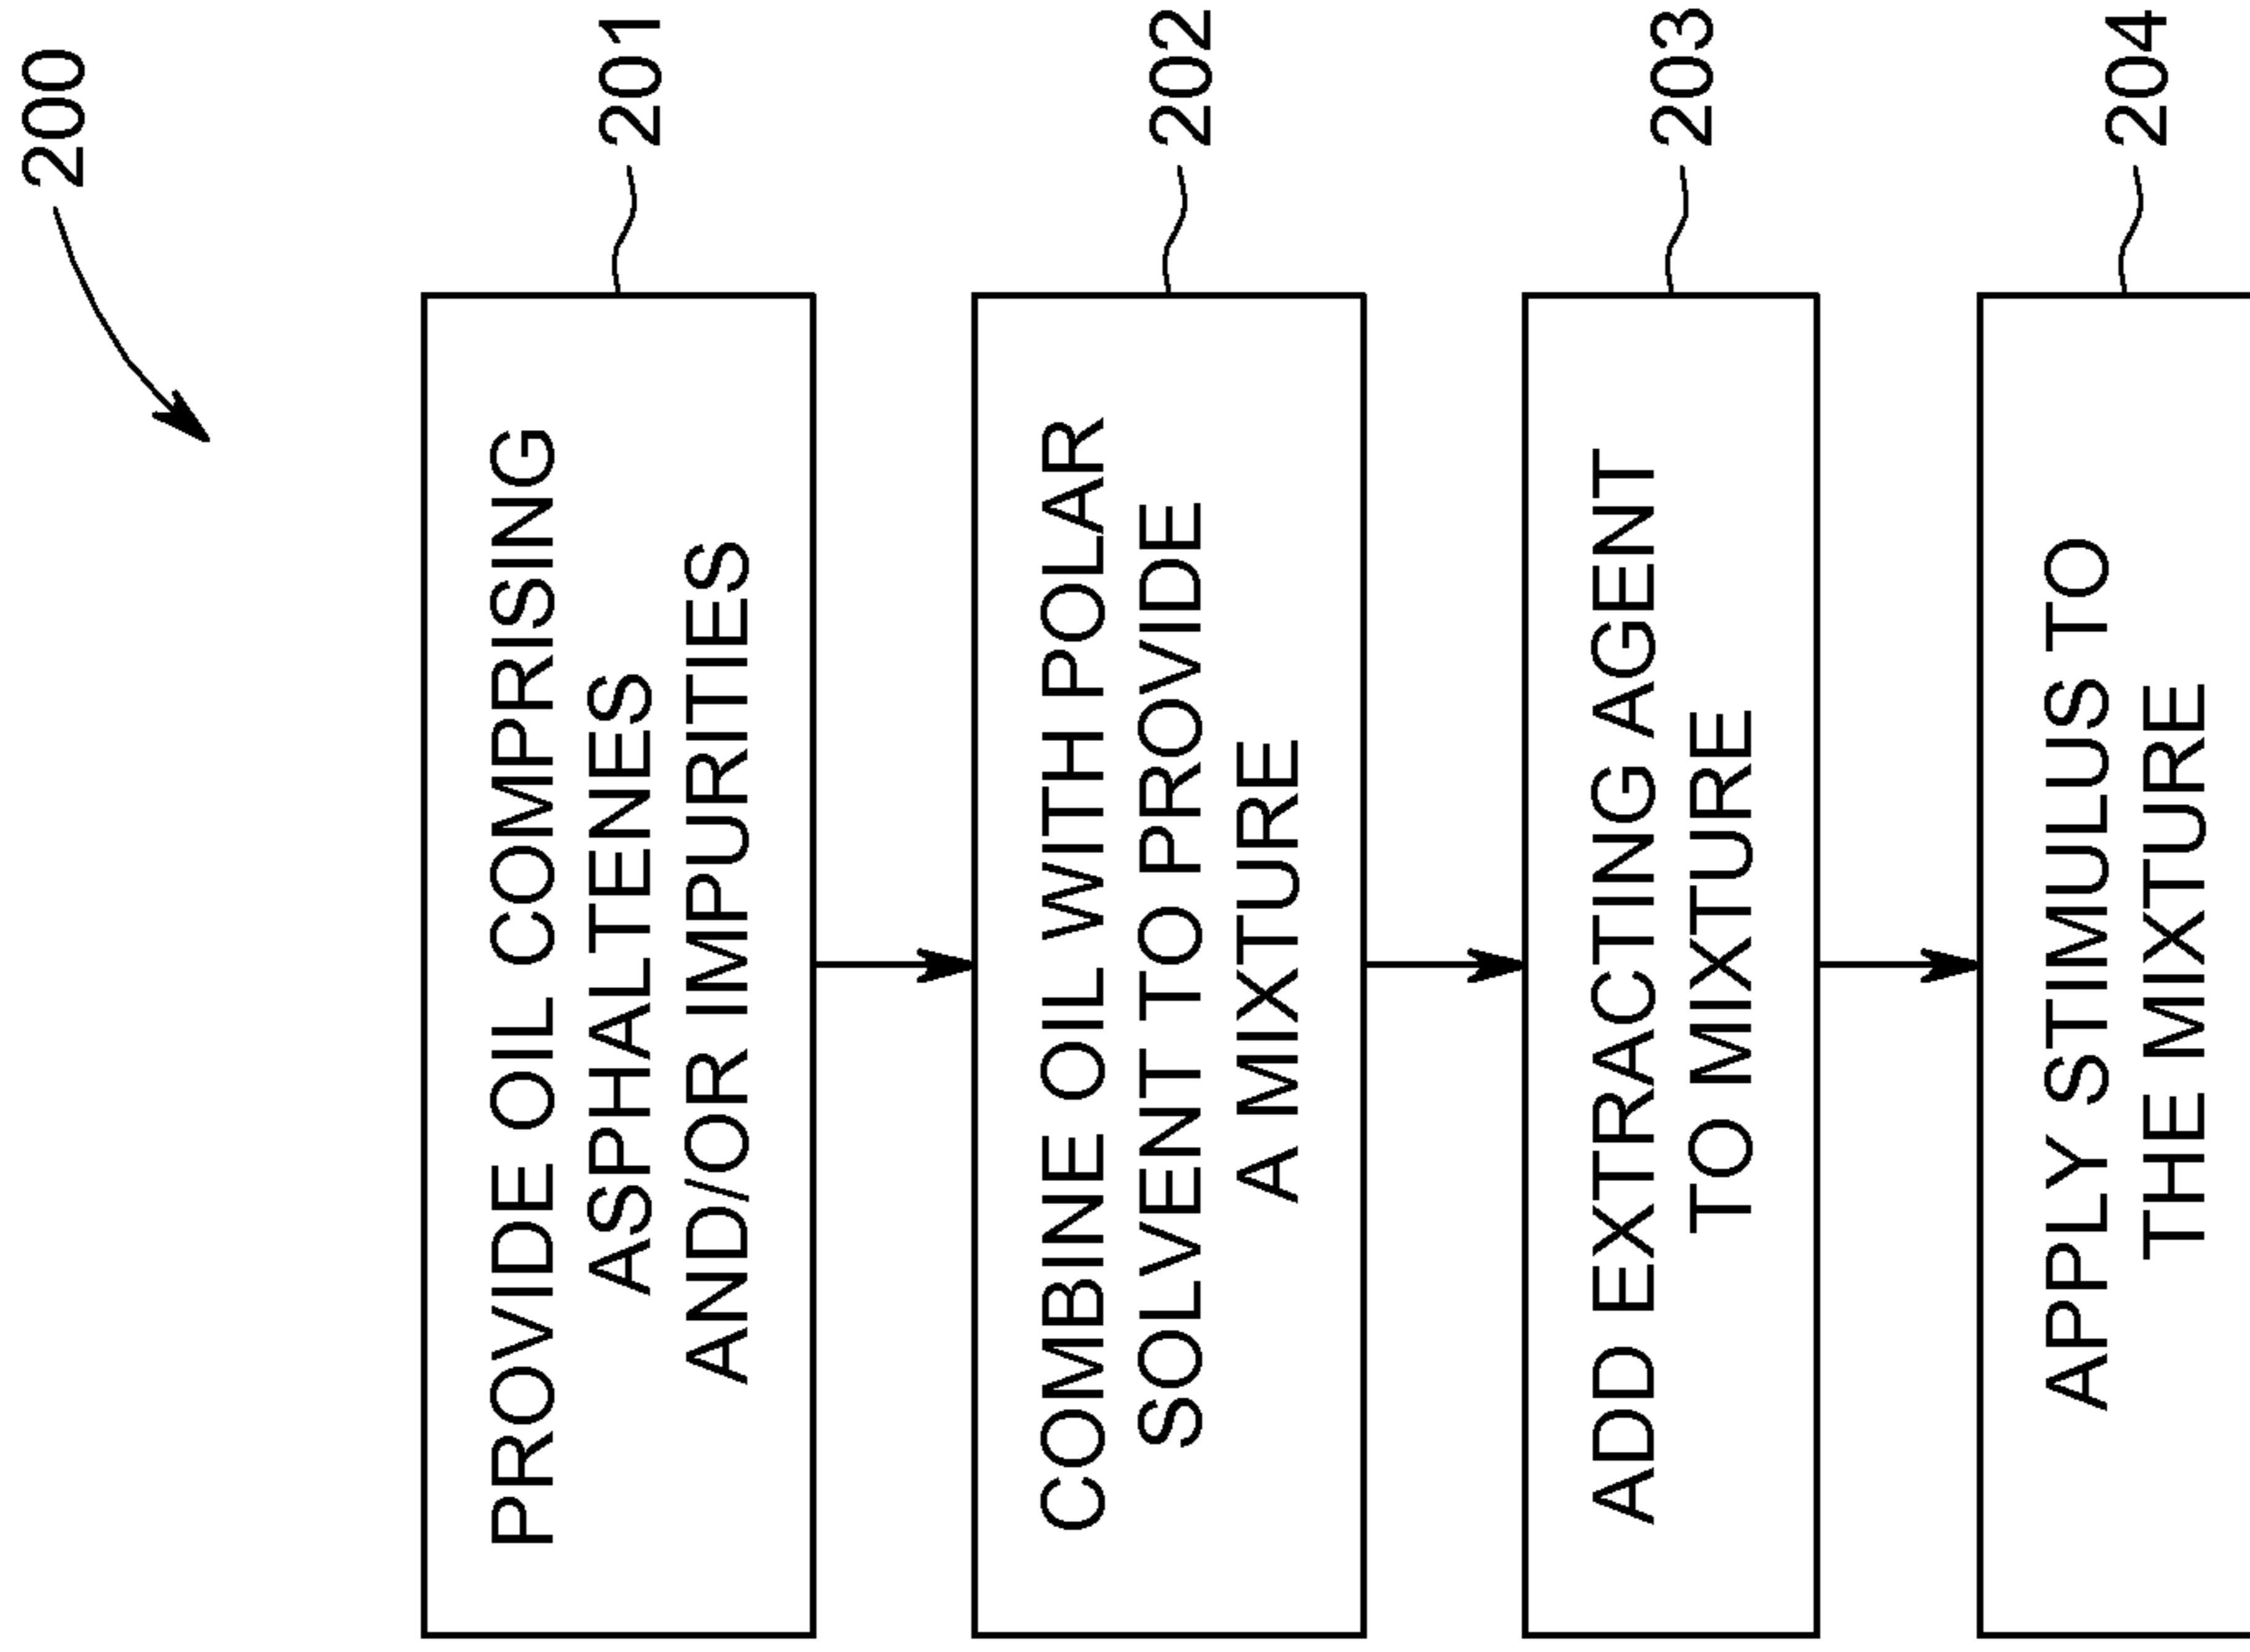 200
PROVIDE OIL COMPRISING
ASPHALTENES
AND/OR IMPURITIES
201
COMBINE OIL WITH POLAR
SOLVENT TO PROVIDE
A MIXTURE
202
ADD EXTRACTING AGENT
TO MIXTURE
203
APPLY STIMULUS TO
THE MIXTURE
204